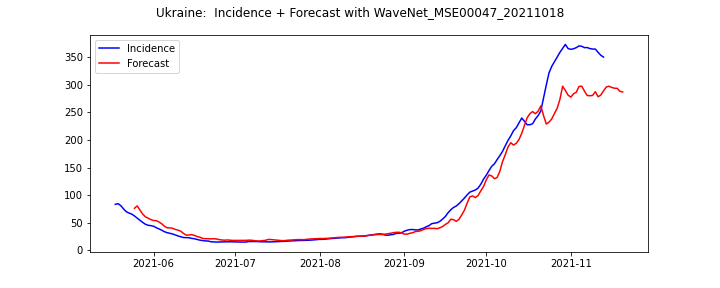 Ukraine:  Incidence + Forecast with WaveNet_MSE00047_20211018
Incidence
Forecast
350
300
250
200
150
100
50
0
2021-06 2021-07 2021-08 2021-09 2021-10 2021-11